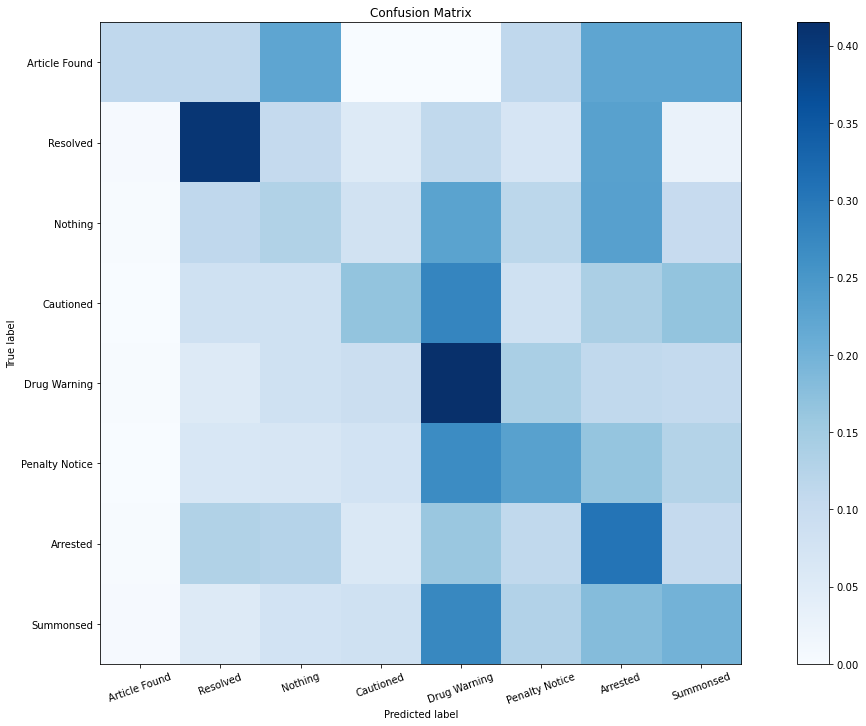 Confusion Matrix
True label
Article Found
Resolved
Nothing
Cautioned
Drug Warning
Penalty Notice
Arrested
Summonsed
Article Found
Resolved
Nothing
Cautioned
Drug Warning
Penalty Notice
Arrested
Summonsed
Predicted label
0.40
0.35
0.30
0.25
0.20
0.15
0.10
0.05
0.00